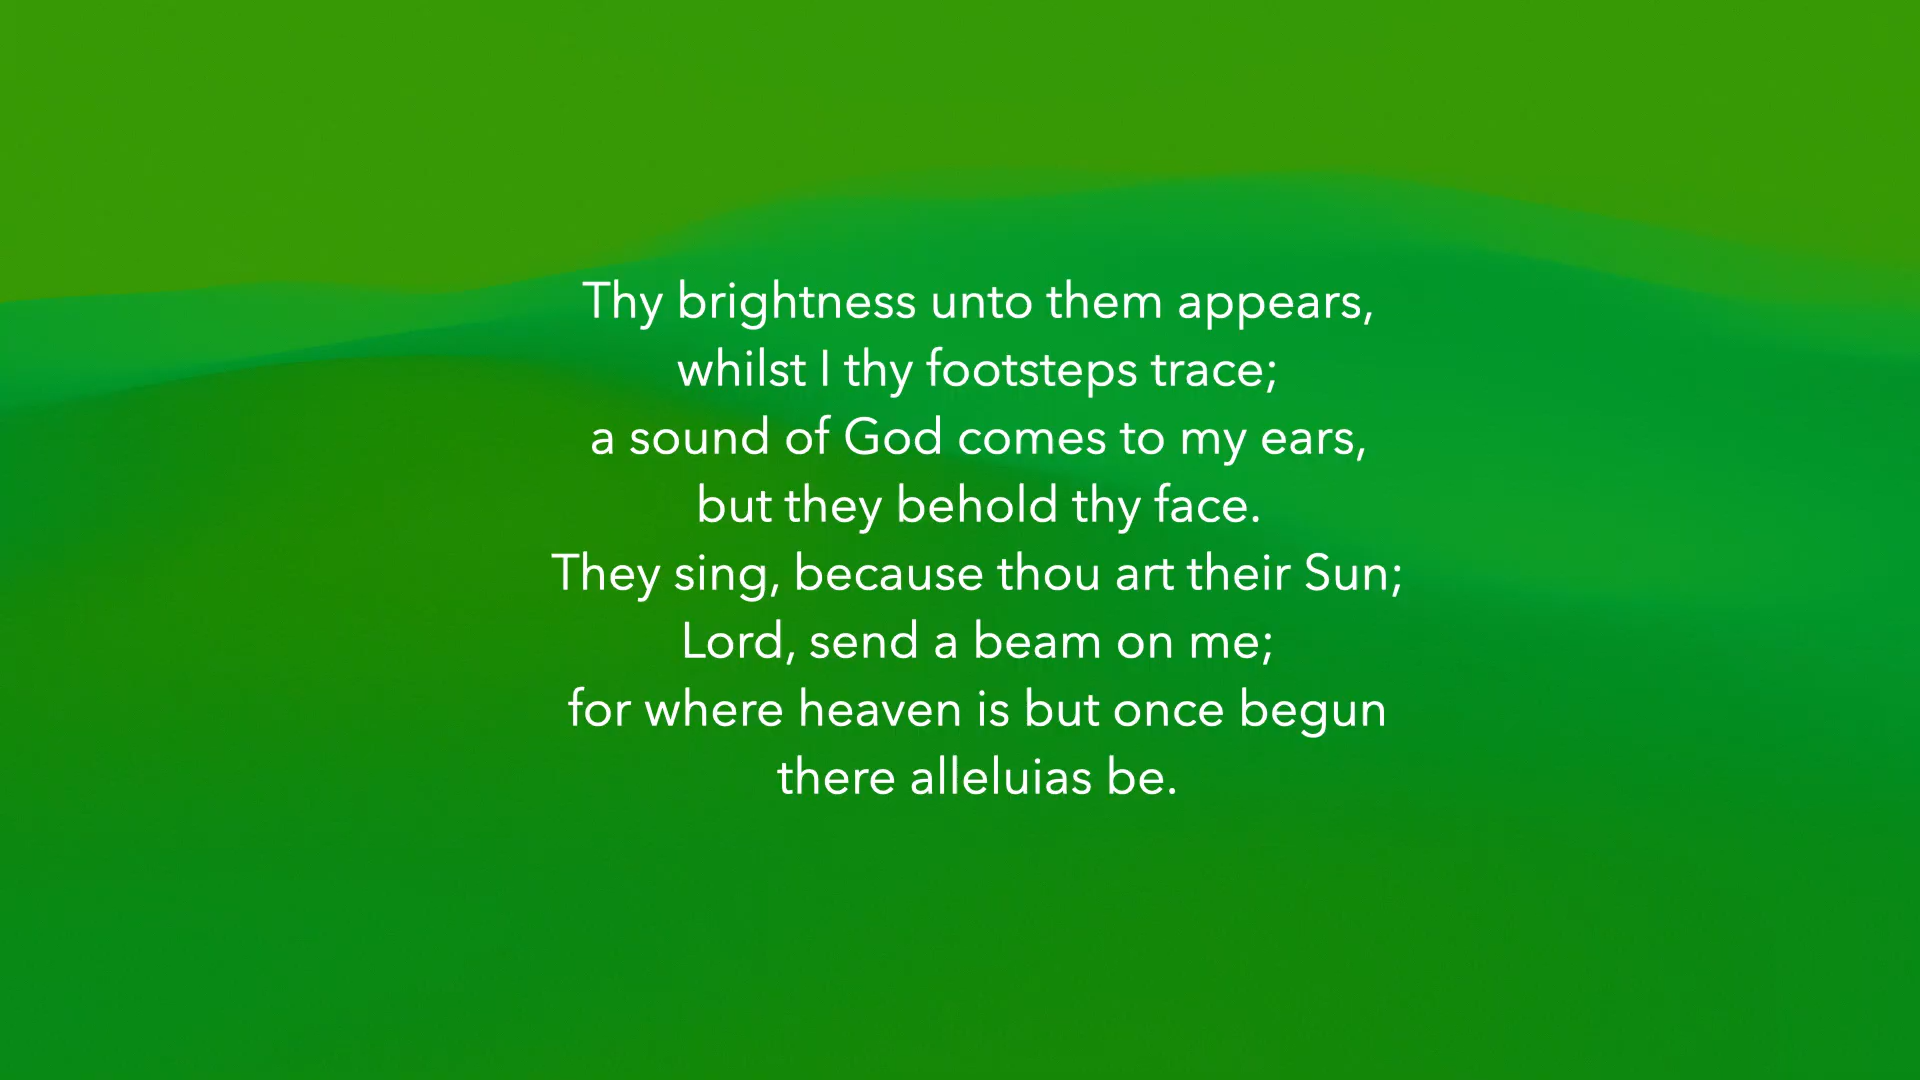 Thy brightness unto them appears,
whilst I thy footsteps trace;
a sound of God comes to my ears,
but they behold thy face.
They sing, because thou art their Sun;
Lord, send a beam on me;
for where heaven is but once begun
there alleluias be.